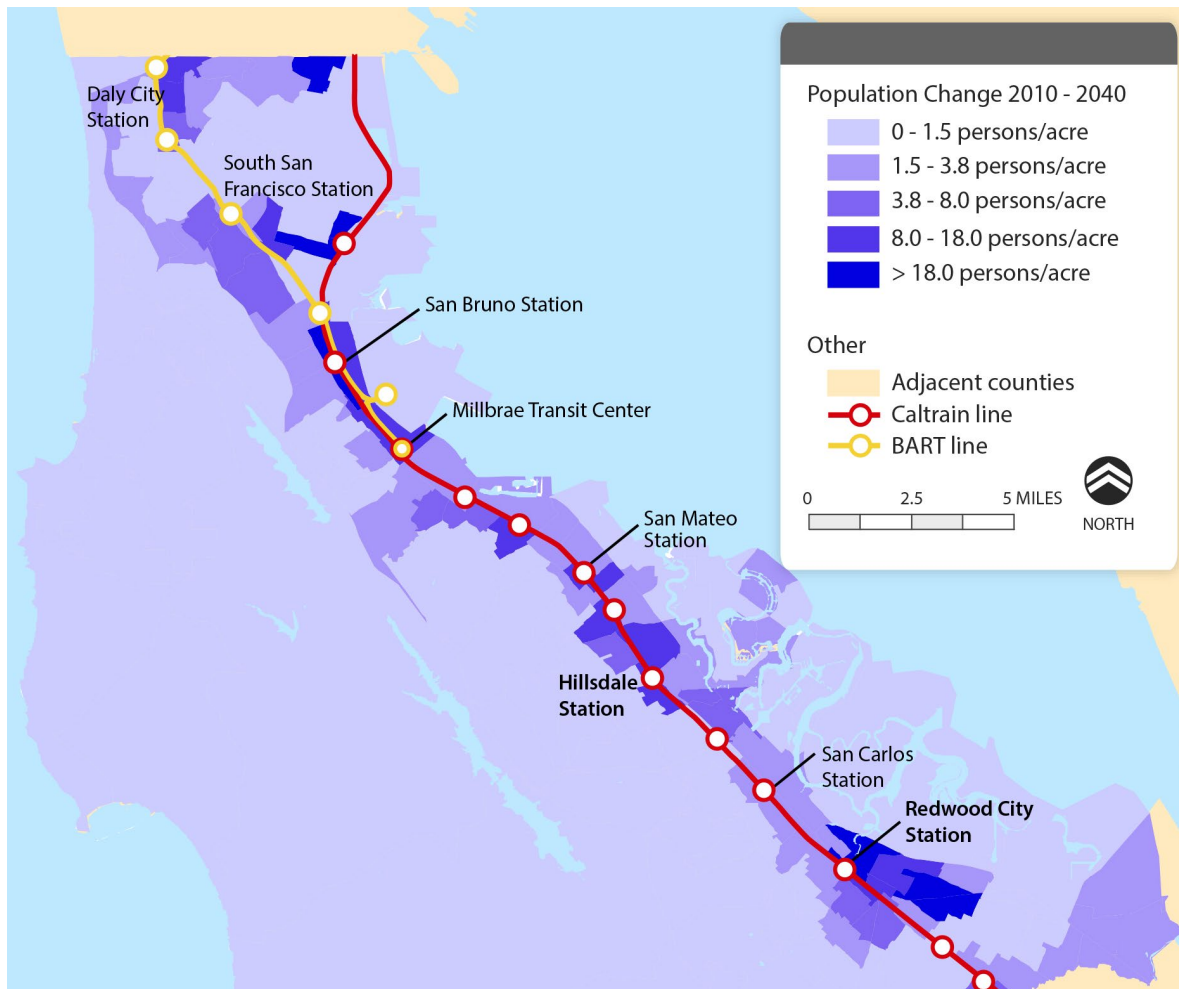 Population Change 2010 - 2040
0 - 1.5 persons/acre
1.5 - 3.8 persons/acre
3.8 - 8.0 persons/acre
8.0 - 18.0 persons/acre
> 18.0 persons/acre
Other
Adjacent counties
Caltrain line
BART line
0 2.5 5 MILES
NORTH
Daly City
Station
South San
Francisco Station
San Bruno Station
Millbrae Transit Center
San Mateo
Station
Hillsdale
Station
San Carlos
Station
Redwood City
Station